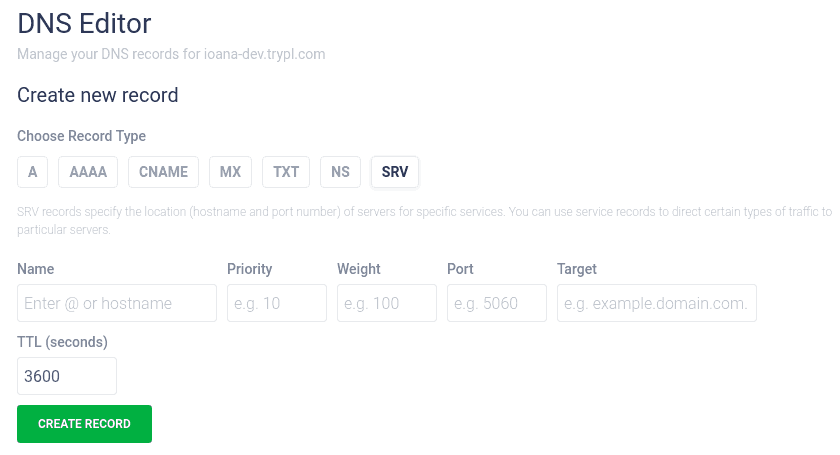 DNS Editor
Manage your DNS records for ioana-dev.trypl.com
Create new record
Choose Record Type
A AAAA CNAME MX TXT NS SRV
SRV records specify the location (hostname and port number) of servers for specific services. You can use service records to direct certain types of traffic to
particular servers.
Name Priority Weight Port Target
Enter @ or hostname e.g. 10 e.g. 100 e.g. 5060 e.g. example.domain.com.
TTL (seconds)
3600
CREATE RECORD